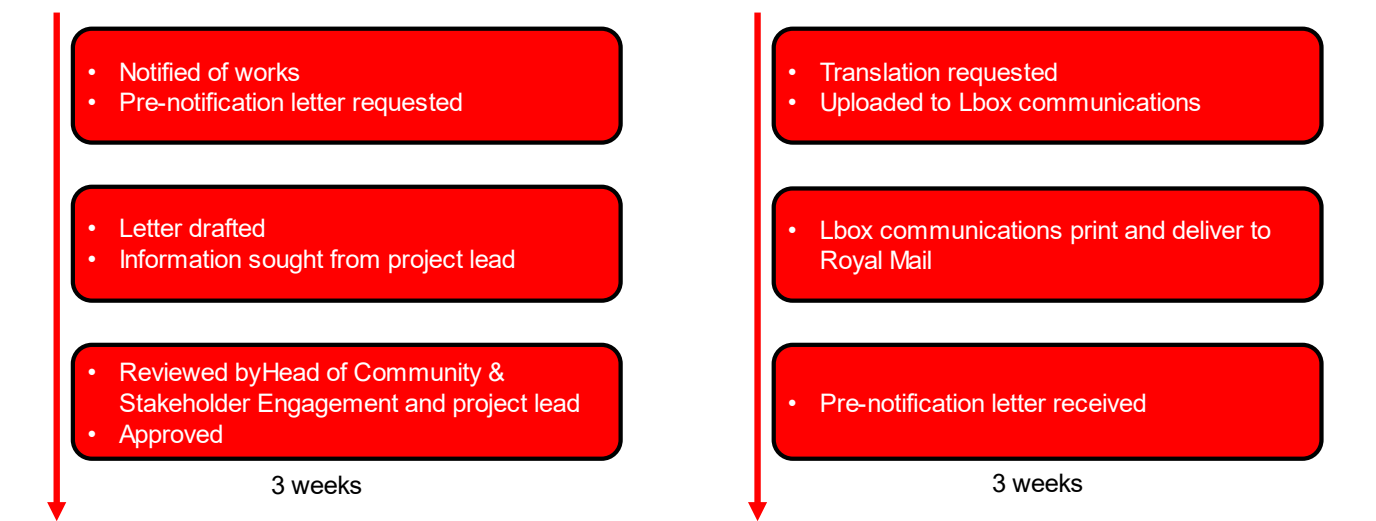 • Notified of works
• Pre-notification letter requested
• Letter drafted
• Information sought from project lead
• Reviewed byHead of Community &
Stakeholder Engagement and project lead
• Approved
3 weeks
• Translation requested
• Uploaded to Lbox communications
• Lbox communications print and deliver to
Royal Mail
• Pre-notification letter received
3 weeks